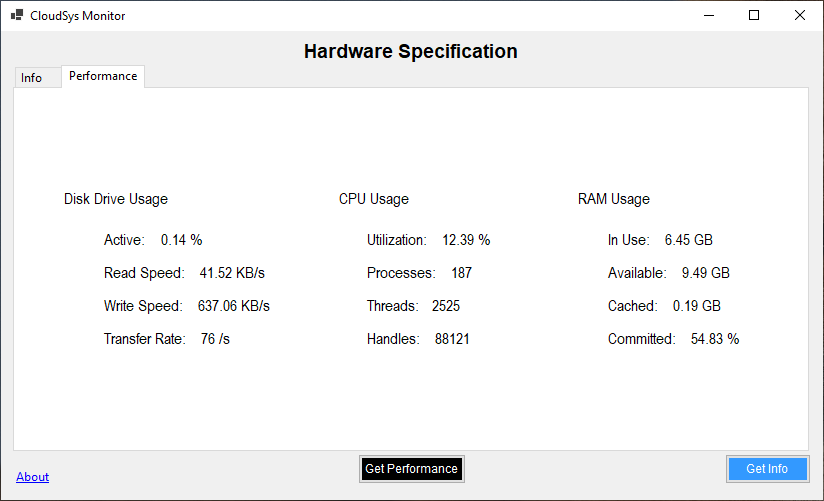 CloudSys Monitor
Hardware Specification
Info
Performance
Disk Drive Usage
Active: 0.14 %
Read Speed: 41.52 KB/s
Write Speed: 637.06 KB/s
Transfer Rate: 76 /s
CPU Usage
Utilization: 12.39 %
Processes: 187
Threads: 2525
Handles: 88121
RAM Usage
In Use: 6.45 GB
Available: 9.49 GB
Cached: 0.19 GB
Committed: 54.83 %
About
Get Performance
Get Info